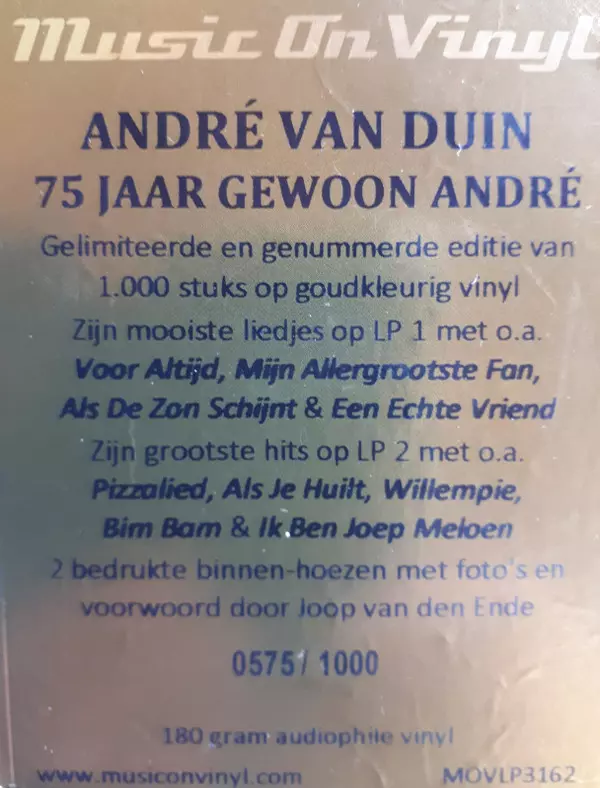 Music On Vinyl
ANDRÉ VAN DUIN
75 JAAR GEWOON ANDRÉ
Gelimiteerde en genummerde editie van
1.000 stuks op goudkleurig vinyl
Zijn mooiste liedjes op LP 1 met o.a.
Voor Altijd, Mijn Allergrootste Fan,
Als De Zon Schijnt & Een Echte Vriend
Zijn grootste hits op LP 2 met o.a.
Pizzalied, Als Je Huilt, Willempie,
Bim Bam & Ik Ben Joep Meloen
2 bedrukte binnen-hoezen met foto's en
voorwoord door Joop van den Ende
0575/ 1000
180 gram audiophile vinyl
www.musiconvinyl.com MOVLP3162